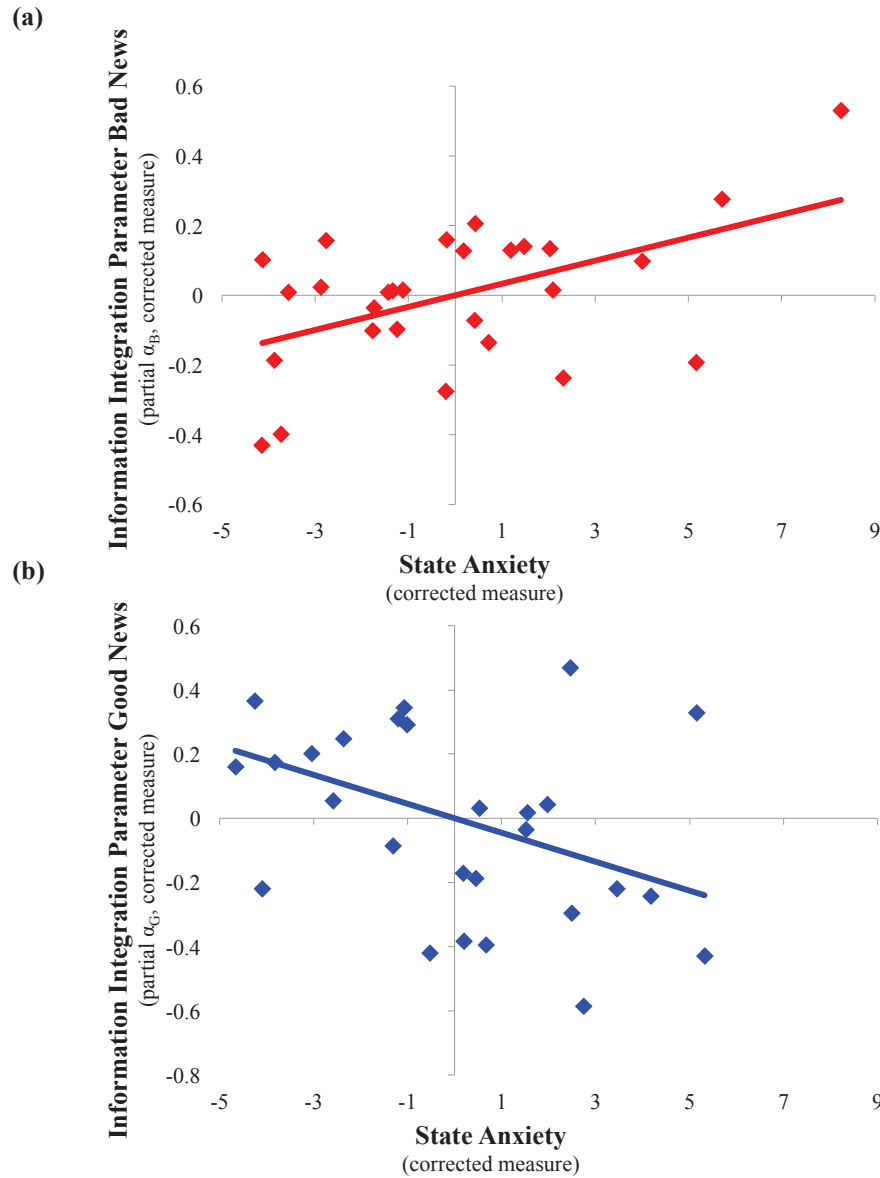 (a)
Information Integration Parameter Bad News
(partial αB, corrected measure)
0.6
0.4
0.2
0
-0.2
-0.4
-0.6
-5 -3 -1 1 3 5 7 9
State Anxiety
(corrected measure)
(b)
Information Integration Parameter Good News
(partial αG, corrected measure)
0.6
0.4
0.2
0
-0.2
-0.4
-0.6
-0.8
-5 -3 -1 1 3 5 7 9
State Anxiety
(corrected measure)